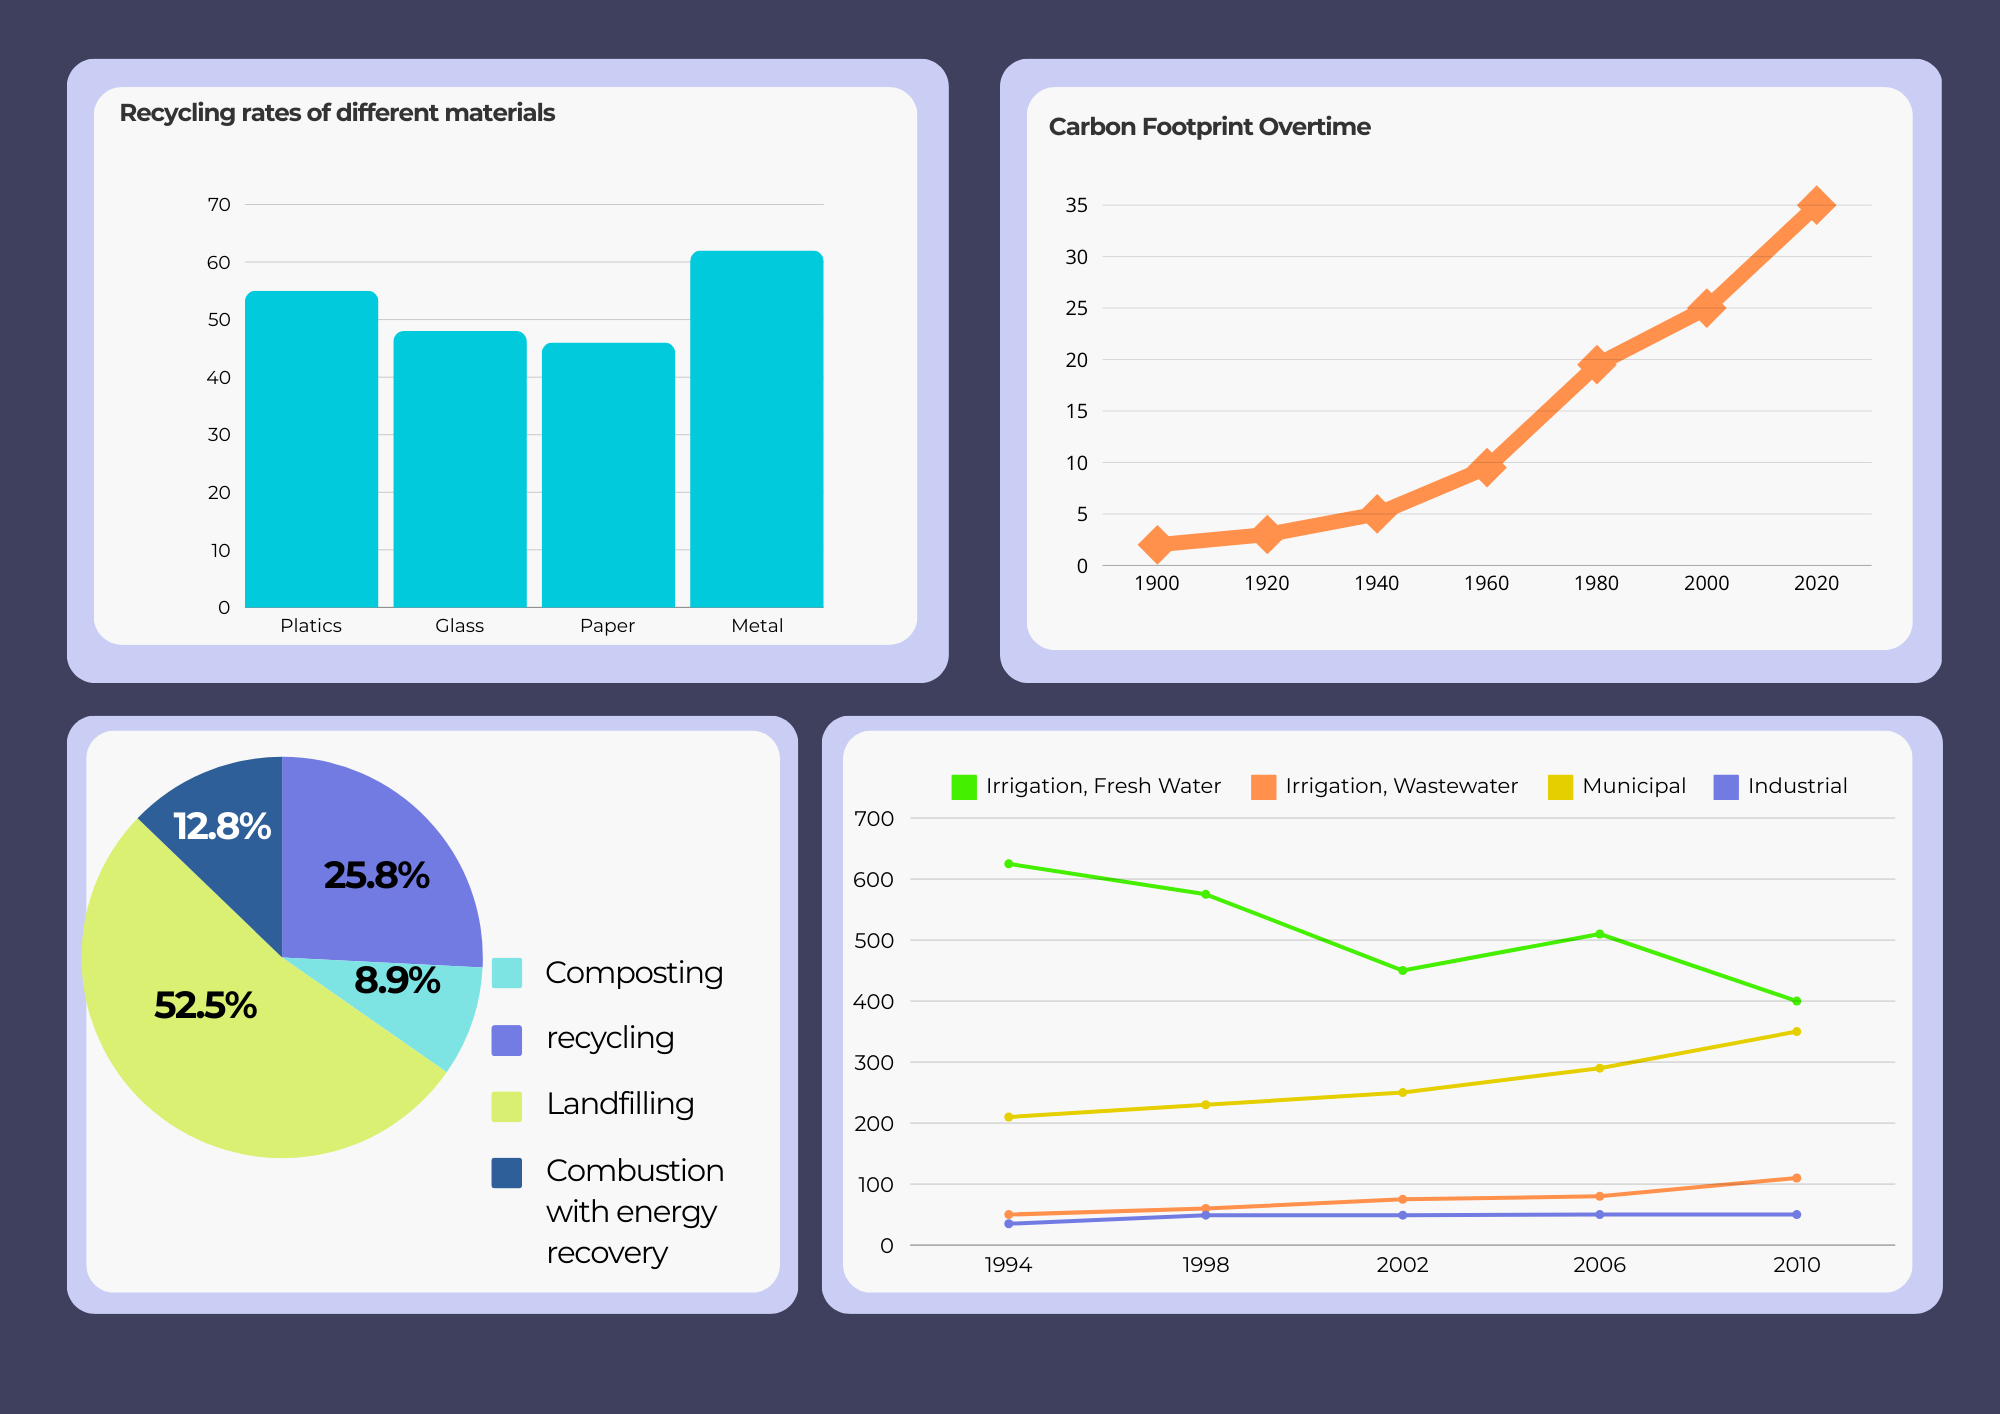 Recycling rates of different materials
70
60
50
40
30
20
10
0
Platics Glass Paper Metal
Carbon Footprint Overtime
35
30
25
20
15
10
5
0
1900 1920 1940 1960 1980 2000 2020
12.8%
25.8%
8.9%
52.5%
Composting
recycling
Landfilling
Combustion
with energy
recovery
Irrigation, Fresh Water Irrigation, Wastewater Municipal Industrial
700
600
500
400
300
200
100
0
1994 1998 2002 2006 2010